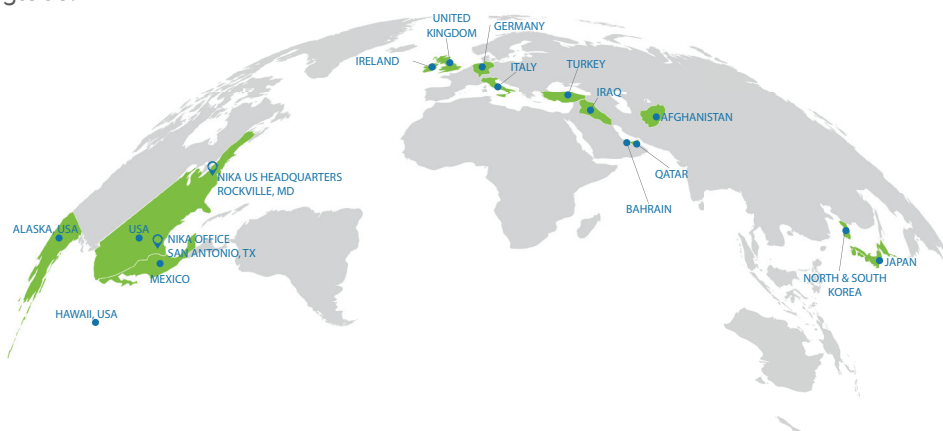 UNITED
KINGDOM
GERMANY
IRELAND
ITALY
TURKEY
IRAQ
AFGHANISTAN
QATAR
BAHRAIN
NIKA US HEADQUARTERS
ROCKVILLE, MD
ALASKA, USA
USA
NIKA OFFICE
SAN ANTONIO, TX
MEXICO
HAWAII, USA
JAPAN
NORTH & SOUTH
KOREA